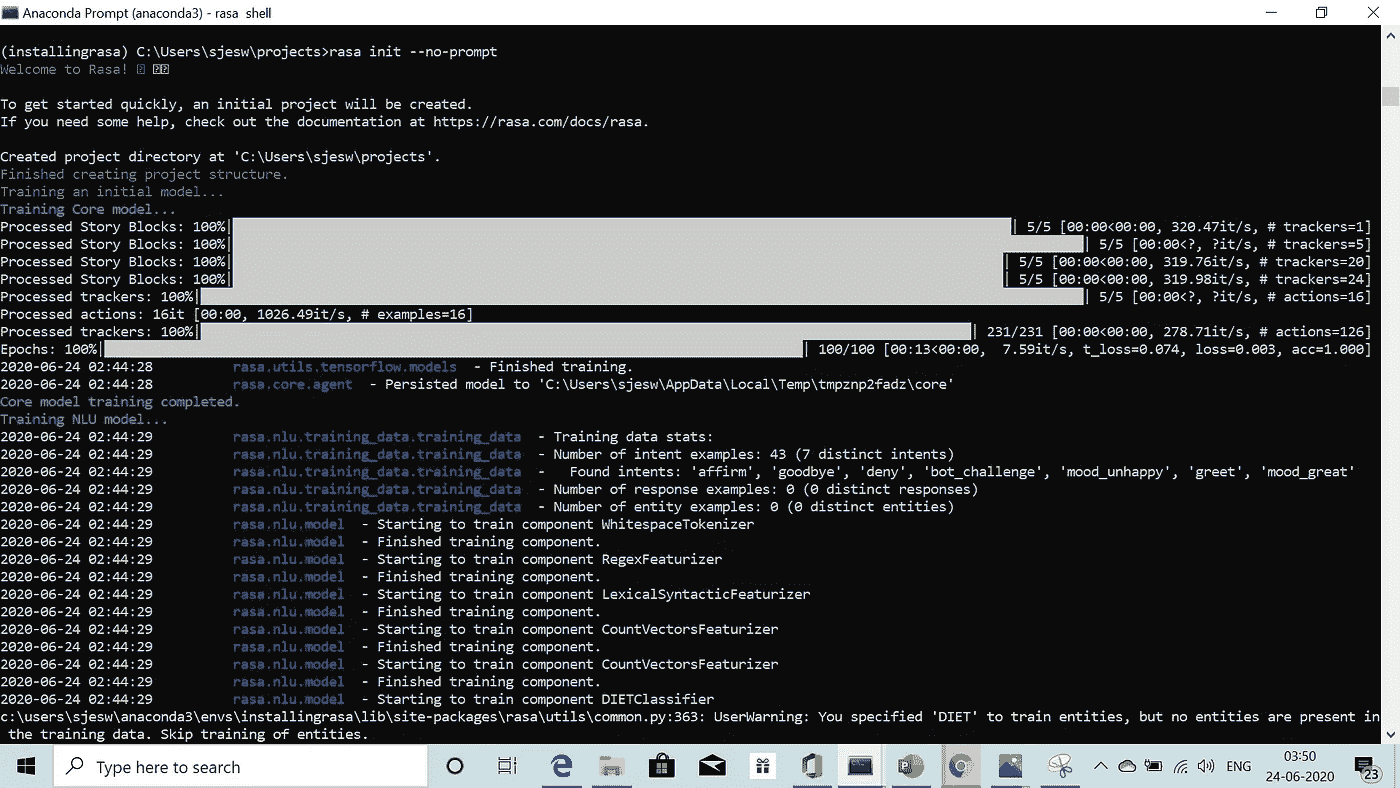 Anaconda Prompt (anaconda3) - rasa shell
(installingrasa) C:\Users\sjesw\projects>rasa init --no-prompt
Welcome to Rasa!
To get started quickly, an initial project will be created.
If you need some help, check out the documentation at https://rasa.com/docs/rasa.
Created project directory at 'C:\Users\sjesw\projects'.
Finished creating project structure.
Training an initial model...
Training Core model...
Processed Story Blocks: 100%| | 5/5 [00:00<00:00, 320.47it/s, # trackers=1]
Processed Story Blocks: 100%| | 5/5 [00:00<?, ?it/s, # trackers=5]
Processed Story Blocks: 100%| | 5/5 [00:00<00:00, 319.76it/s, # trackers=20]
Processed Story Blocks: 100%| | 5/5 [00:00<00:00, 319.98it/s, # trackers=24]
Processed trackers: 100%| | 5/5 [00:00<?, ?it/s, # actions=16]
Processed actions: 16it [00:00, 1026.49it/s, # examples=16]
Processed trackers: 100%| | 231/231 [00:00<00:00, 278.71it/s, # actions=126]
Epochs: 100%| | 100/100 [00:13<00:00, 7.59it/s, t_loss=0.074, loss=0.003, acc=1.000]
2020-06-24 02:44:28 rasa.utils.tensorflow.models - Finished training.
2020-06-24 02:44:28 rasa.core.agent - Persisted model to 'C:\Users\sjesw\AppData\Local\Temp\tmpznp2fadz\core'
Core model training completed.
Training NLU model...
2020-06-24 02:44:29 rasa.nlu.training_data.training_data - Training data stats:
2020-06-24 02:44:29 rasa.nlu.training_data.training_data - Number of intent examples: 43 (7 distinct intents)
2020-06-24 02:44:29 rasa.nlu.training_data.training_data - Found intents: 'affirm', 'goodbye', 'deny', 'bot_challenge', 'mood_unhappy', 'greet', 'mood_great'
2020-06-24 02:44:29 rasa.nlu.training_data.training_data - Number of response examples: 0 (0 distinct responses)
2020-06-24 02:44:29 rasa.nlu.training_data.training_data - Number of entity examples: 0 (0 distinct entities)
2020-06-24 02:44:29 rasa.nlu.model - Starting to train component WhitespaceTokenizer
2020-06-24 02:44:29 rasa.nlu.model - Finished training component.
2020-06-24 02:44:29 rasa.nlu.model - Starting to train component RegexFeaturizer
2020-06-24 02:44:29 rasa.nlu.model - Finished training component.
2020-06-24 02:44:29 rasa.nlu.model - Starting to train component LexicalSyntacticFeaturizer
2020-06-24 02:44:29 rasa.nlu.model - Finished training component.
2020-06-24 02:44:29 rasa.nlu.model - Starting to train component CountVectorsFeaturizer
2020-06-24 02:44:29 rasa.nlu.model - Finished training component.
2020-06-24 02:44:29 rasa.nlu.model - Starting to train component CountVectorsFeaturizer
2020-06-24 02:44:29 rasa.nlu.model - Finished training component.
2020-06-24 02:44:29 rasa.nlu.model - Starting to train component DIETClassifier
c:\users\sjesw\anaconda3\envs\installingrasa\lib\site-packages\rasa\utils\common.py:363: UserWarning: You specified 'DIET' to train entities, but no entities are present in
the training data. Skip training of entities.
Type here to search
ENG
03:50
24-06-2020
23